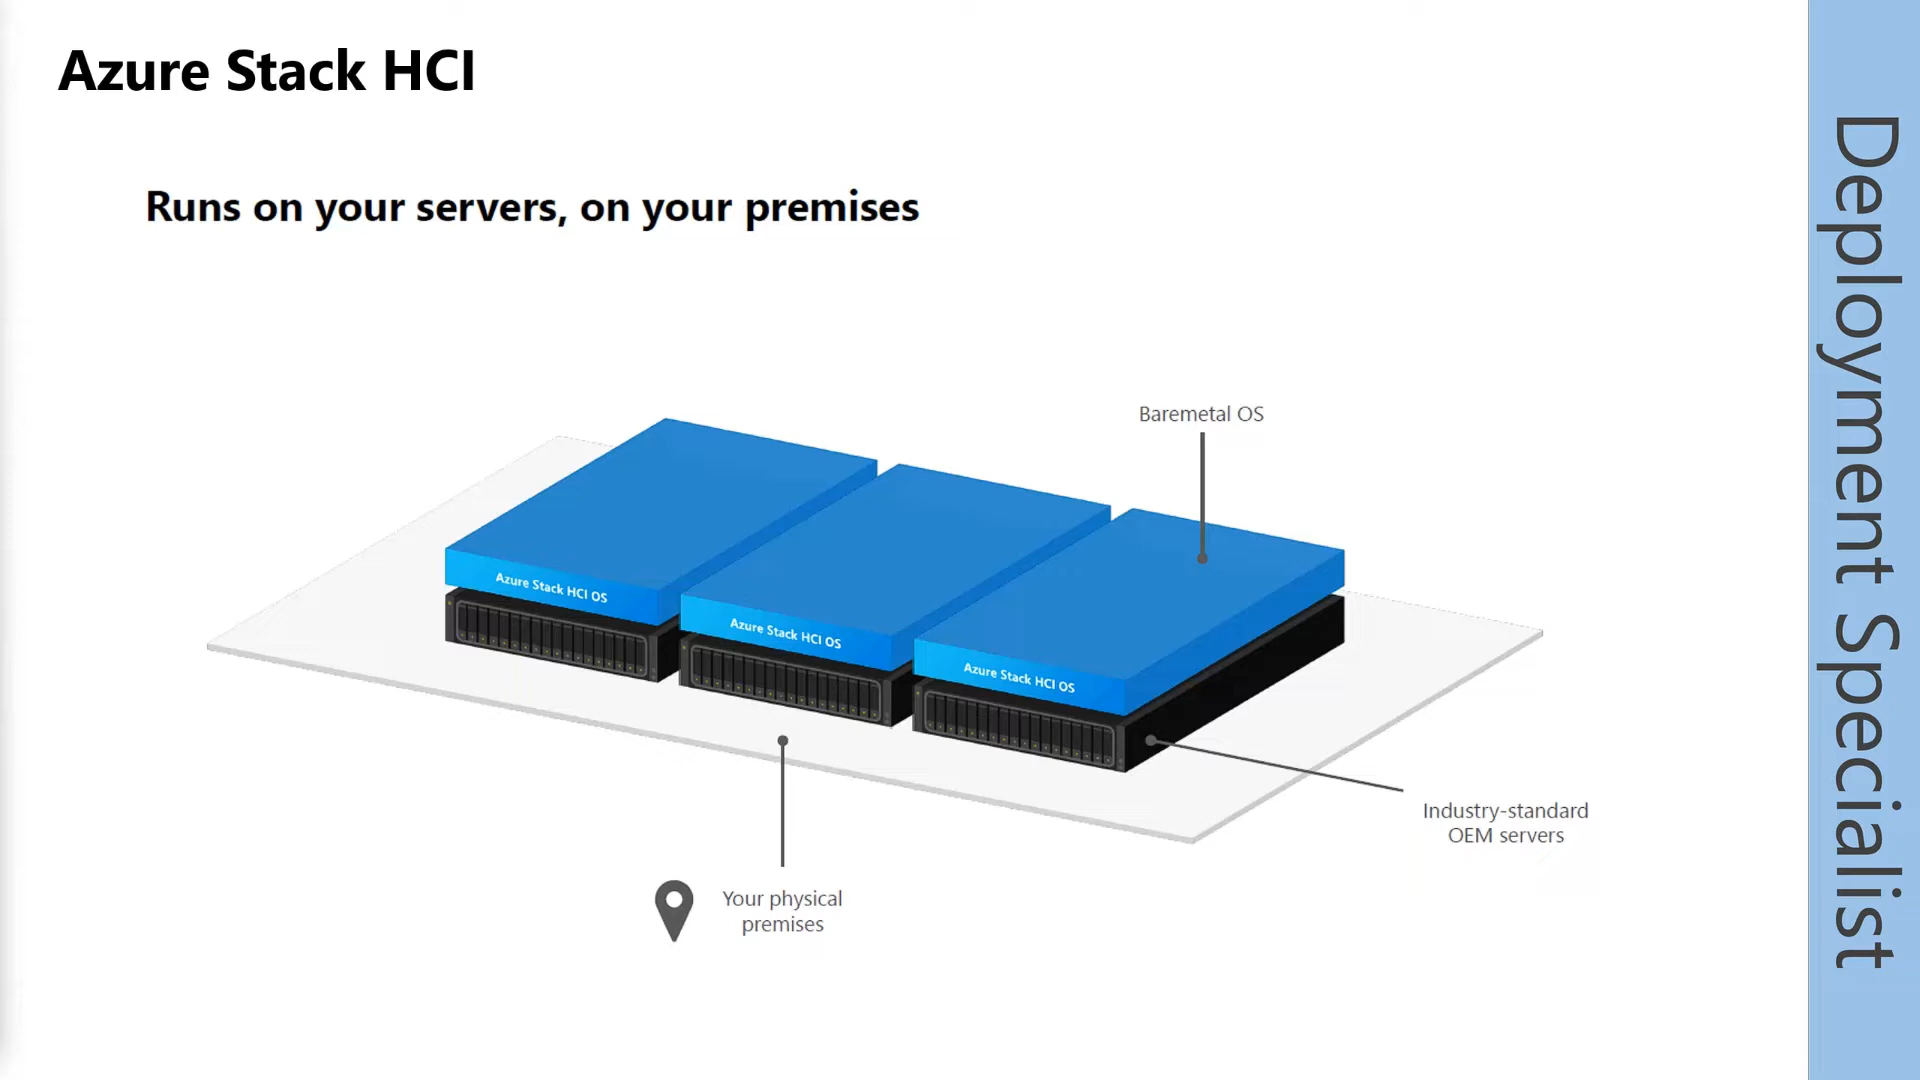 Azure Stack HCI
Runs on your servers, on your premises
Baremetal OS
Azure Stack HCI OS
Azure Stack HCI OS
Azure Stack HCI OS
Industry-standard
OEM servers
Your physical
premises
Deployment Specialist